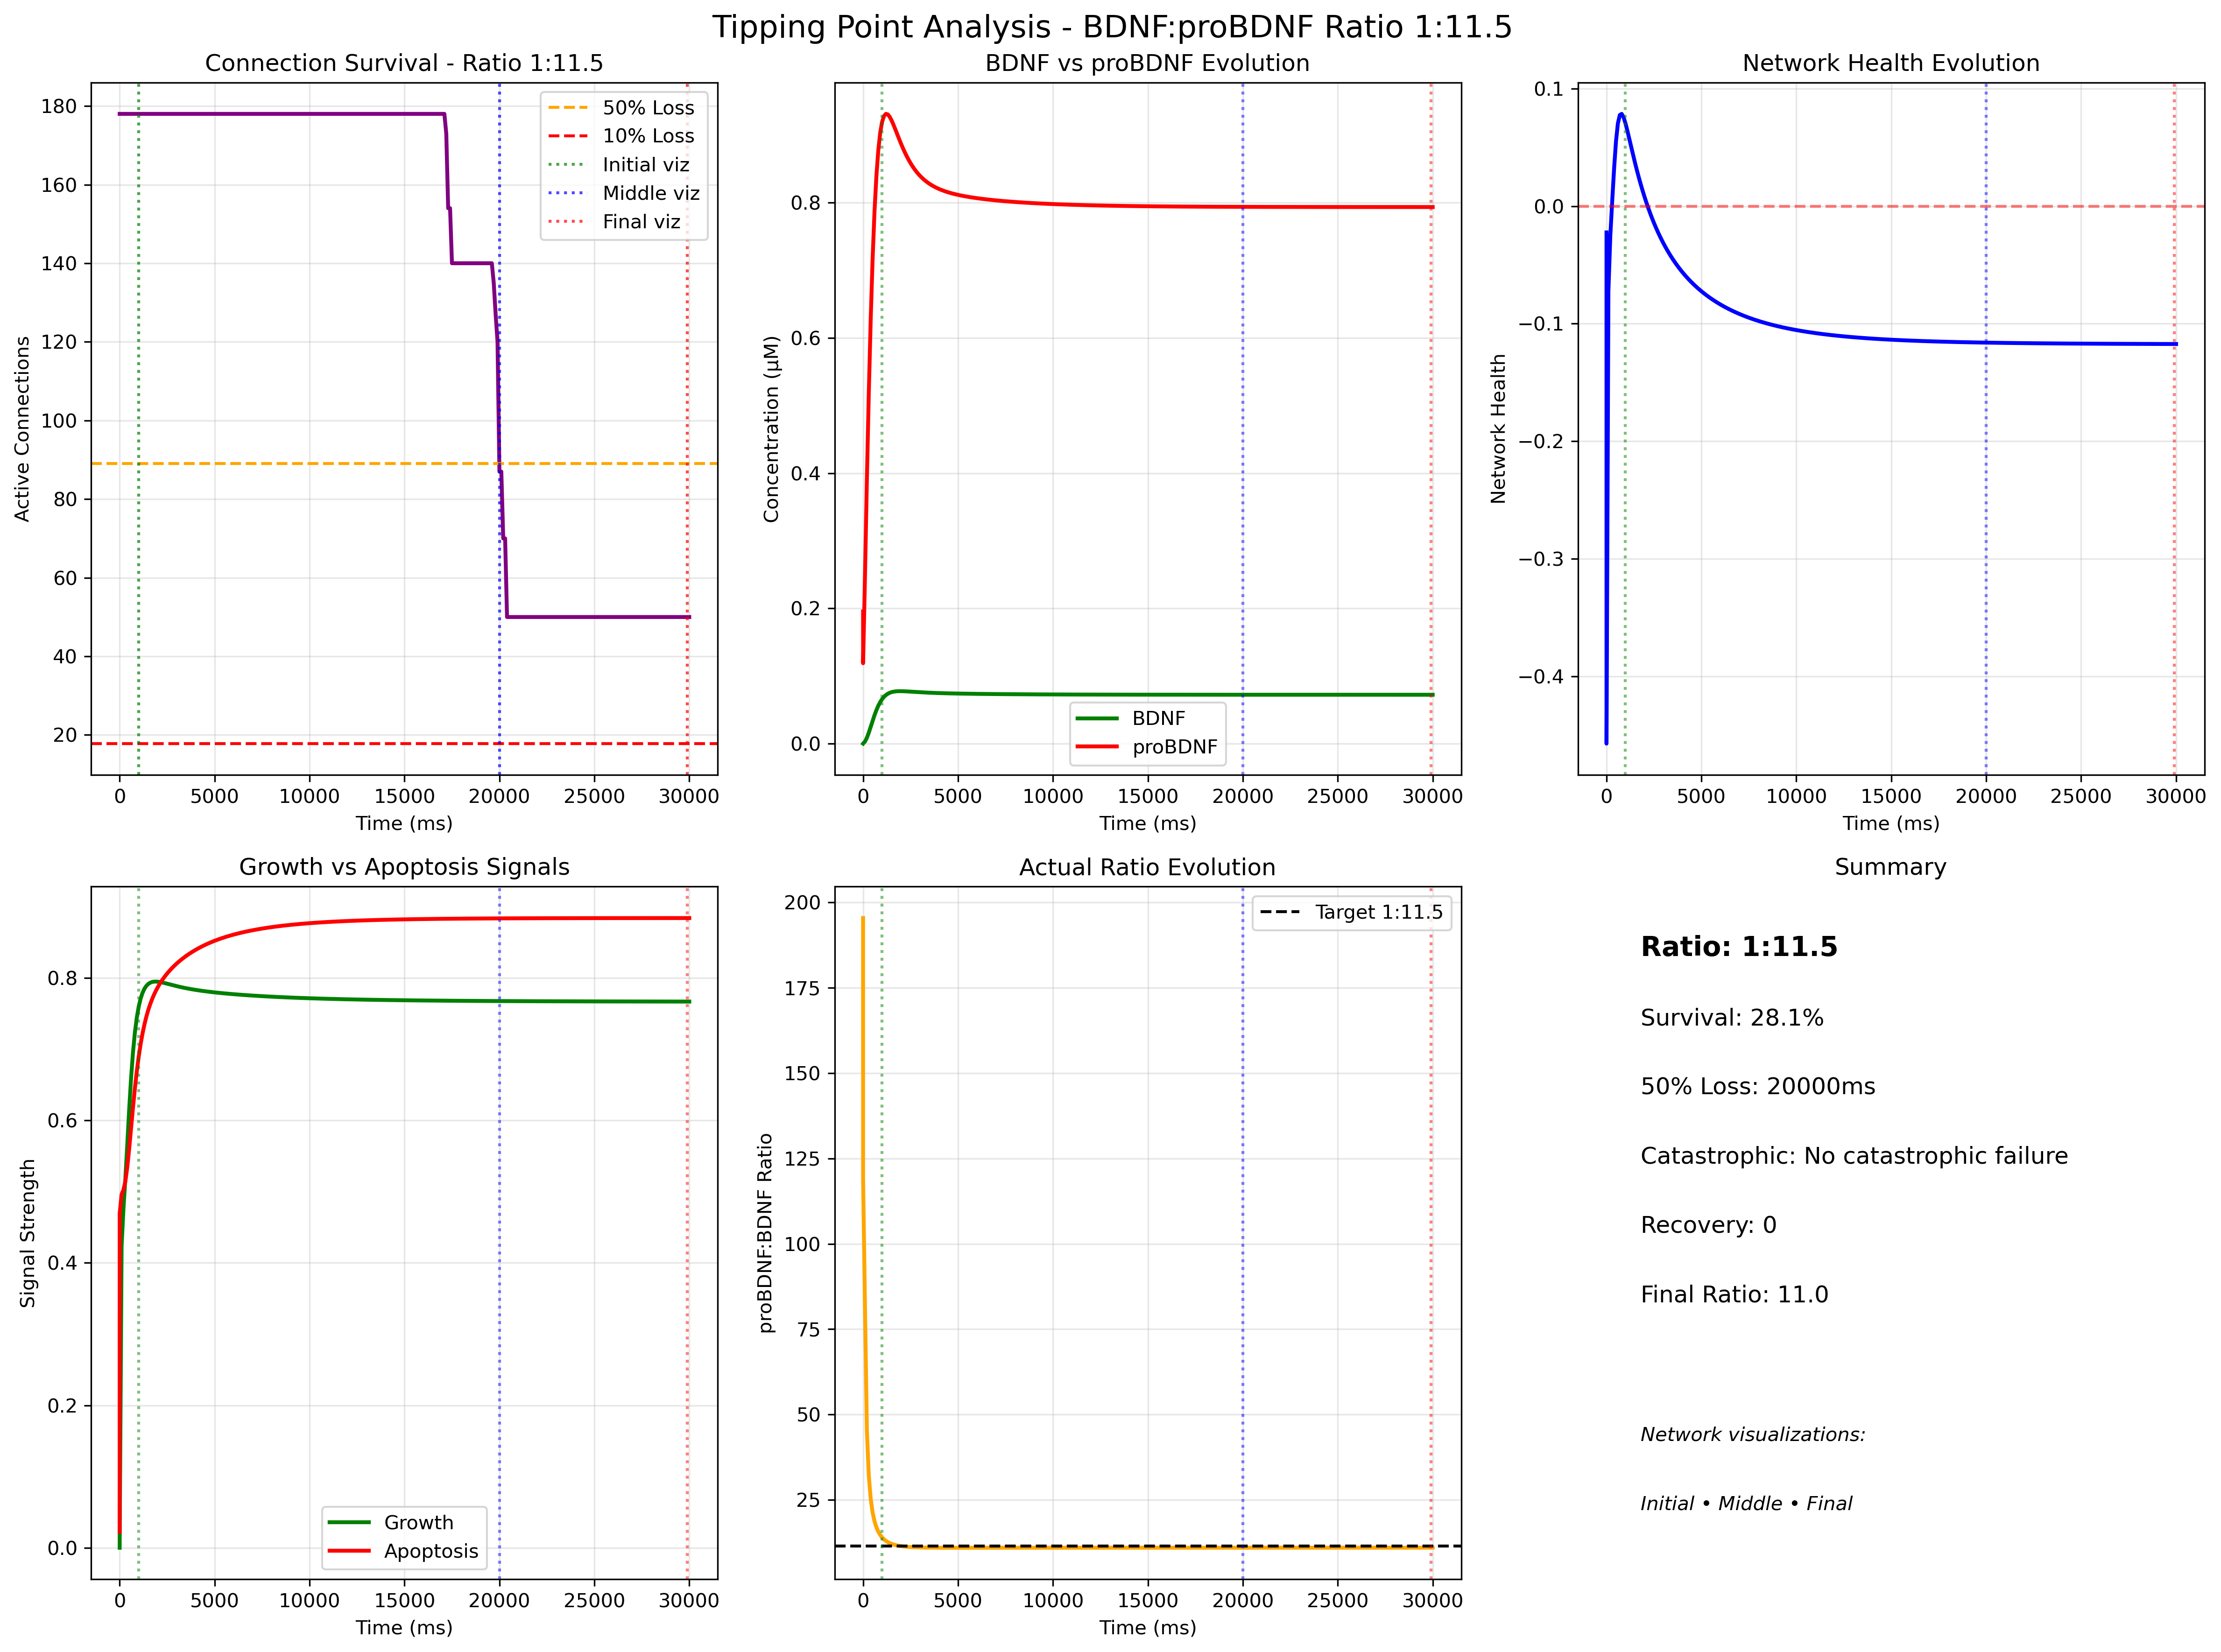 Tipping Point Analysis - BDNF:proBDNF Ratio 1:11.5
Connection Survival - Ratio 1:11.5
Active Connections
180
160
140
120
100
80
60
40
20
50% Loss
10% Loss
Initial viz
Middle viz
Final viz
0 5000 10000 15000 20000 25000 30000
Time (ms)
BDNF vs proBDNF Evolution
Concentration (μM)
0.8
0.6
0.4
0.2
0.0
BDNF
proBDNF
0 5000 10000 15000 20000 25000 30000
Time (ms)
Network Health Evolution
Network Health
0.1
0.0
−0.1
−0.2
−0.3
−0.4
0 5000 10000 15000 20000 25000 30000
Time (ms)
Growth vs Apoptosis Signals
Signal Strength
0.8
0.6
0.4
0.2
0.0
Growth
Apoptosis
0 5000 10000 15000 20000 25000 30000
Time (ms)
Actual Ratio Evolution
proBDNF:BDNF Ratio
200
175
150
125
100
75
50
25
Target 1:11.5
0 5000 10000 15000 20000 25000 30000
Time (ms)
Summary
Ratio: 1:11.5
Survival: 28.1%
50% Loss: 20000ms
Catastrophic: No catastrophic failure
Recovery: 0
Final Ratio: 11.0
Network visualizations:
Initial • Middle • Final